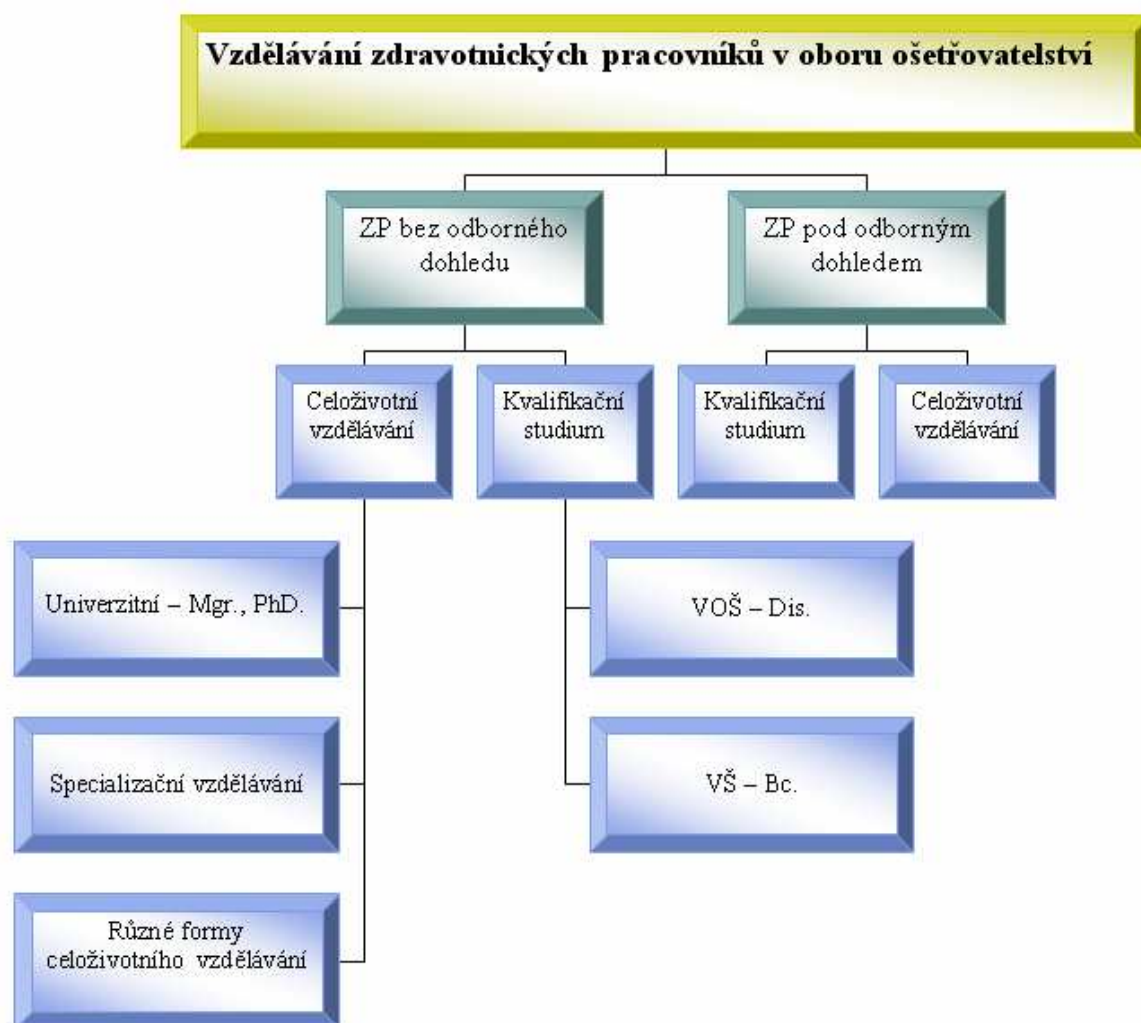 Vzdělávání zdravotnických pracovníků v oboru ošetřovatelství
ZP bez odborného
dohledu
ZP pod odborným
dohledem
Celoživotní
vzdělávání
Kvalifikační
studium
Kvalifikační
studium
Celoživotní
vzdělávání
Univerzitní – Mgr., PhD.
VOŠ – Dis.
Specializační vzdělávání
VŠ – Bc.
Různé formy
celoživotního vzdělávání